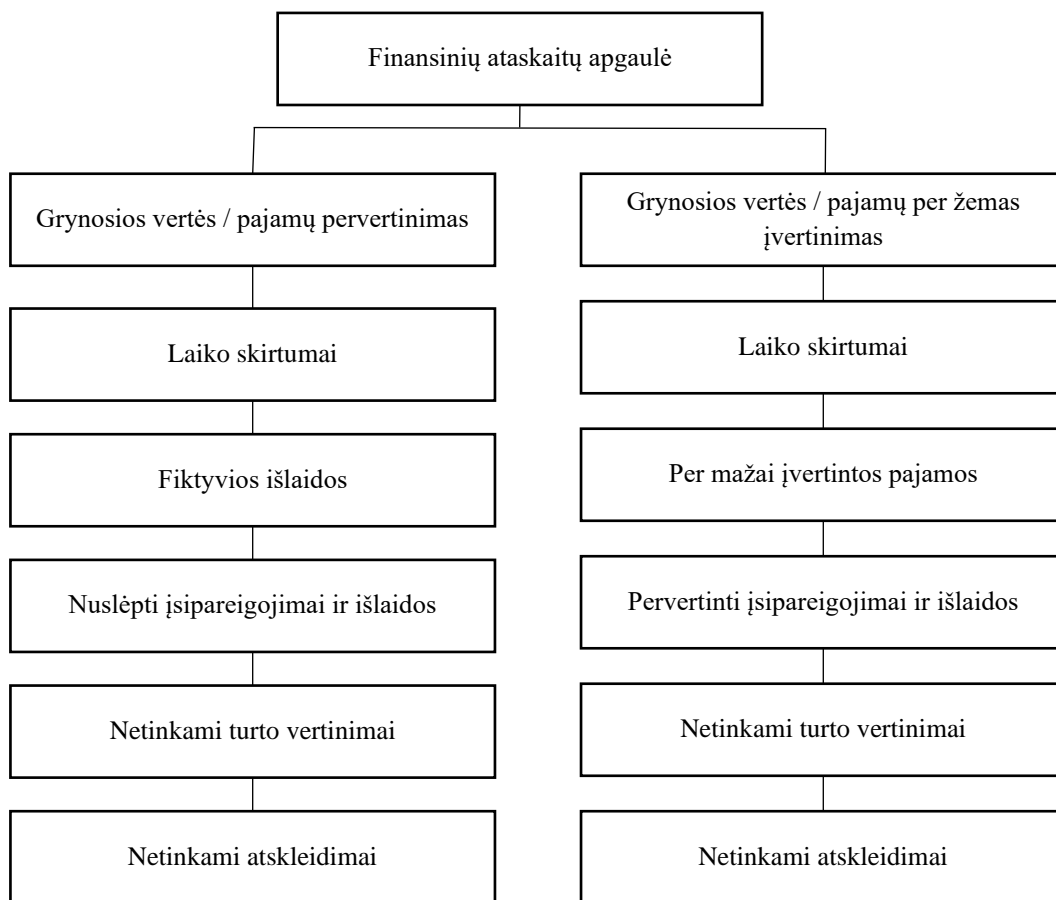 Finansinių ataskaitų apgaulė
Grynosios vertės / pajamų pervertinimas
Grynosios vertės / pajamų per žemas
įvertinimas
Laiko skirtumai
Laiko skirtumai
Fiktyvios išlaidos
Per mažai įvertintos pajamos
Nuslėpti įsipareigojimai ir išlaidos
Pervertinti įsipareigojimai ir išlaidos
Netinkami turto vertinimai
Netinkami turto vertinimai
Netinkami atskleidimai
Netinkami atskleidimai